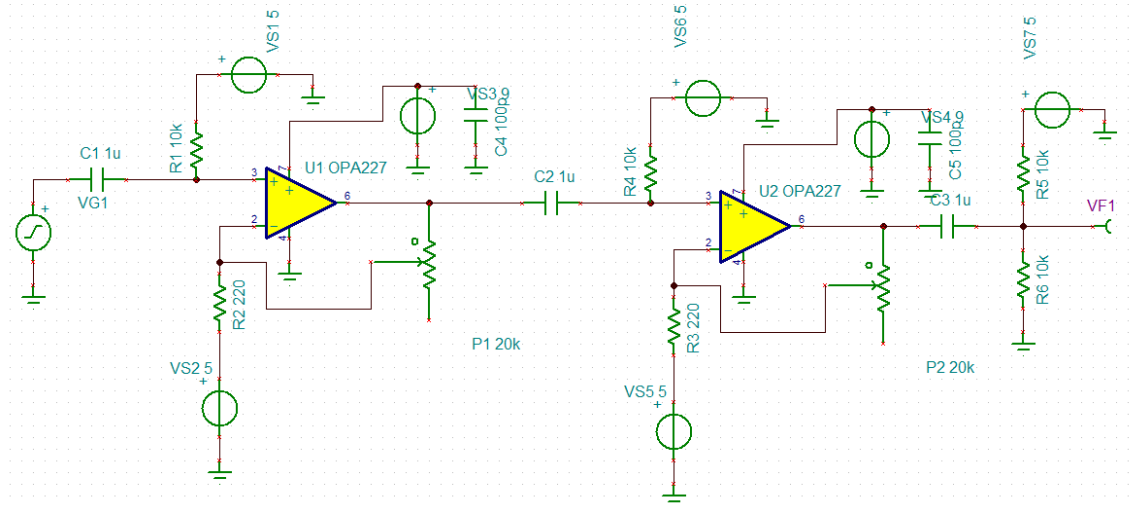 VS1 5
VS6 5
VS7 5
VS3 9
C4 100p
VS4 9
C5 100p
R1 10k
C1 1u
VG1
U1 OPA227
3
7
+
+
6
2
-
4
C2 1u
R4 10k
U2 OPA227
3
7
+
+
6
2
-
4
C3 1u
R5 10k
VF1
R6 10k
R2 220
P1 20k
R3 220
P2 20k
VS2 5
VS5 5